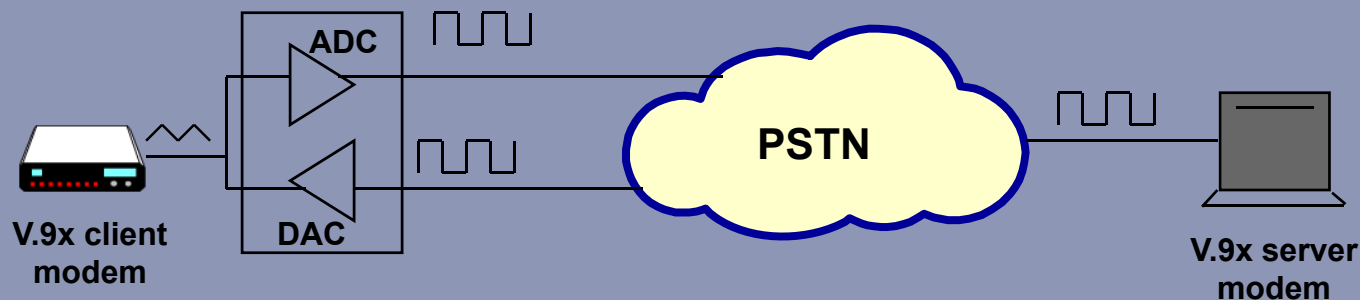 ADC
PSTN
DAC
V.9x client
modem
V.9x server
modem